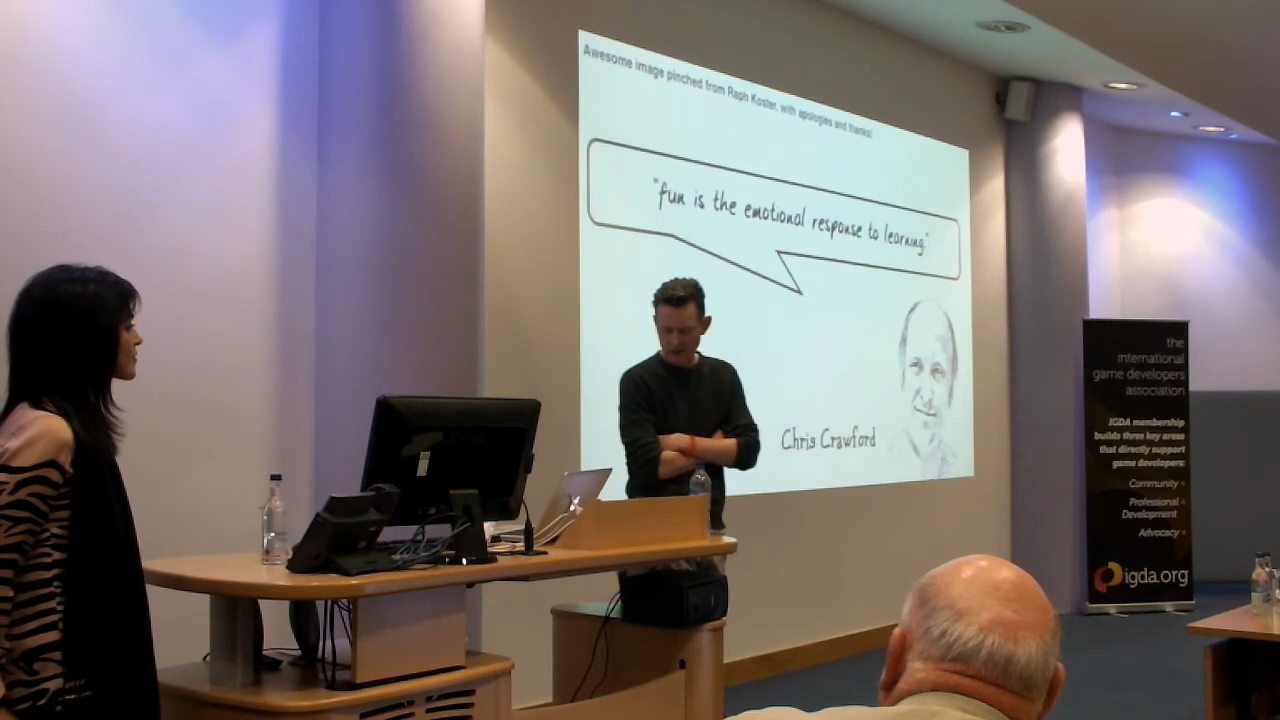 Awesome image pinched from Raph Koster, with apologies and thanks!
"fun is the emotional response to learning."
Chris Crawford
the
international
game developers
association
IGDA membership
builds three key areas
that directly support
game developers:
Community <
Professional <
Development
Advocacy <
igda.org